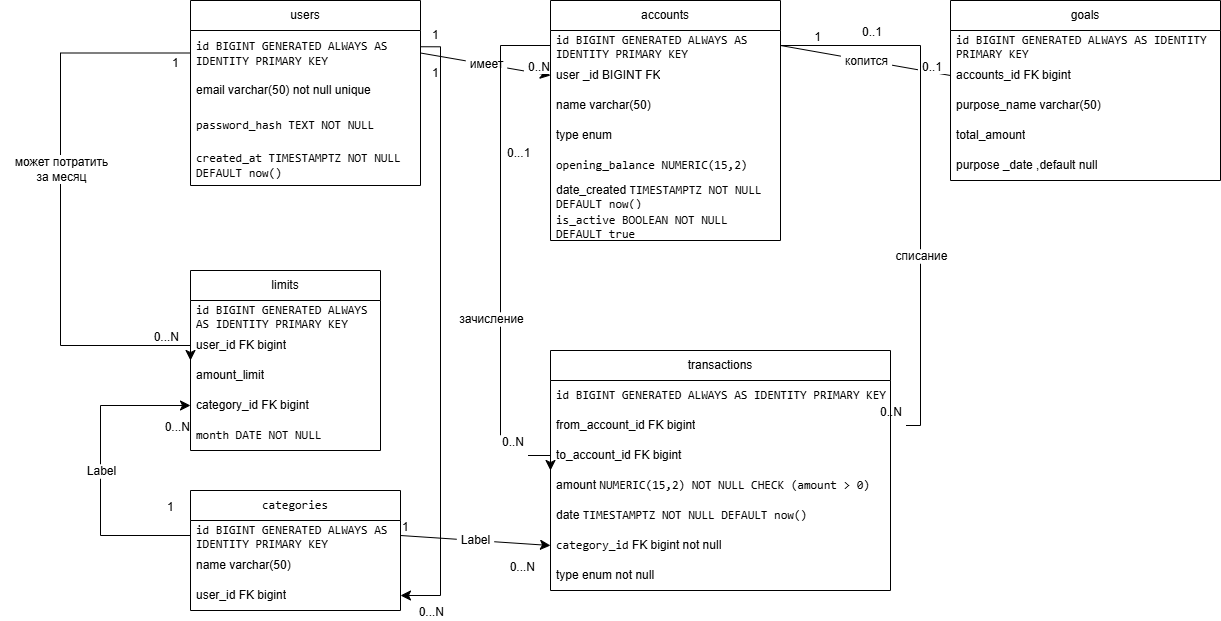 users
id BIGINT GENERATED ALWAYS AS
IDENTITY PRIMARY KEY
email varchar(50) not null unique
password_hash TEXT NOT NULL
created_at TIMESTAMPTZ NOT NULL
DEFAULT now()
1
1
1
имеет
0..N
accounts
id BIGINT GENERATED ALWAYS AS
IDENTITY PRIMARY KEY
user _id BIGINT FK
name varchar(50)
type enum
opening_balance NUMERIC(15,2)
date_created TIMESTAMPTZ NOT NULL
DEFAULT now()
is_active BOOLEAN NOT NULL
DEFAULT true
1
0..1
копится
0..1
goals
id BIGINT GENERATED ALWAYS AS IDENTITY
PRIMARY KEY
accounts_id FK bigint
purpose_name varchar(50)
total_amount
purpose _date ,default null
может потратить
за месяц
0...1
списание
зачисление
limits
id BIGINT GENERATED ALWAYS
AS IDENTITY PRIMARY KEY
user_id FK bigint
amount_limit
category_id FK bigint
month DATE NOT NULL
0...N
0...N
Label
1
categories
id BIGINT GENERATED ALWAYS AS
IDENTITY PRIMARY KEY
name varchar(50)
user_id FK bigint
1
Label
0...N
0...N
transactions
id BIGINT GENERATED ALWAYS AS IDENTITY PRIMARY KEY
from_account_id FK bigint
to_account_id FK bigint
amount NUMERIC(15,2) NOT NULL CHECK (amount > 0)
date TIMESTAMPTZ NOT NULL DEFAULT now()
category_id FK bigint not null
type enum not null
0..N
0..N